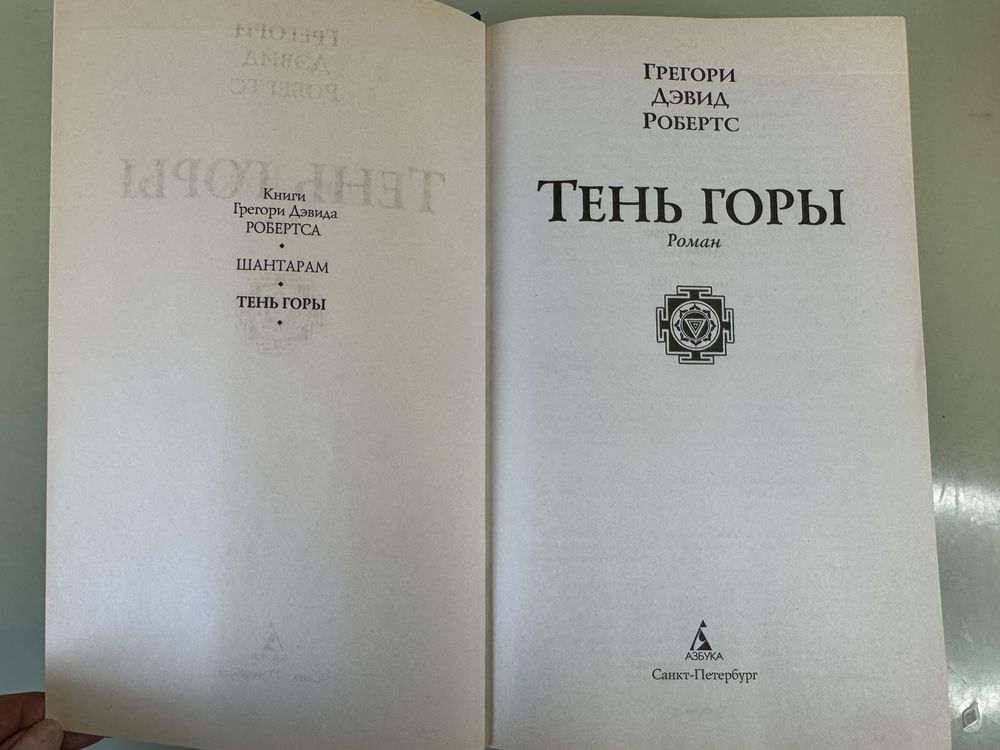 Книги
Грегори Дэвида
РОБЕРТСА
ШАНТАРАМ
ТЕНЬ ГОРЫ
ГРЕГОРИ
ДЭВИД
РОБЕРТС
ТЕНЬ ГОРЫ
Роман
АЗБУКА
Санкт-Петербург